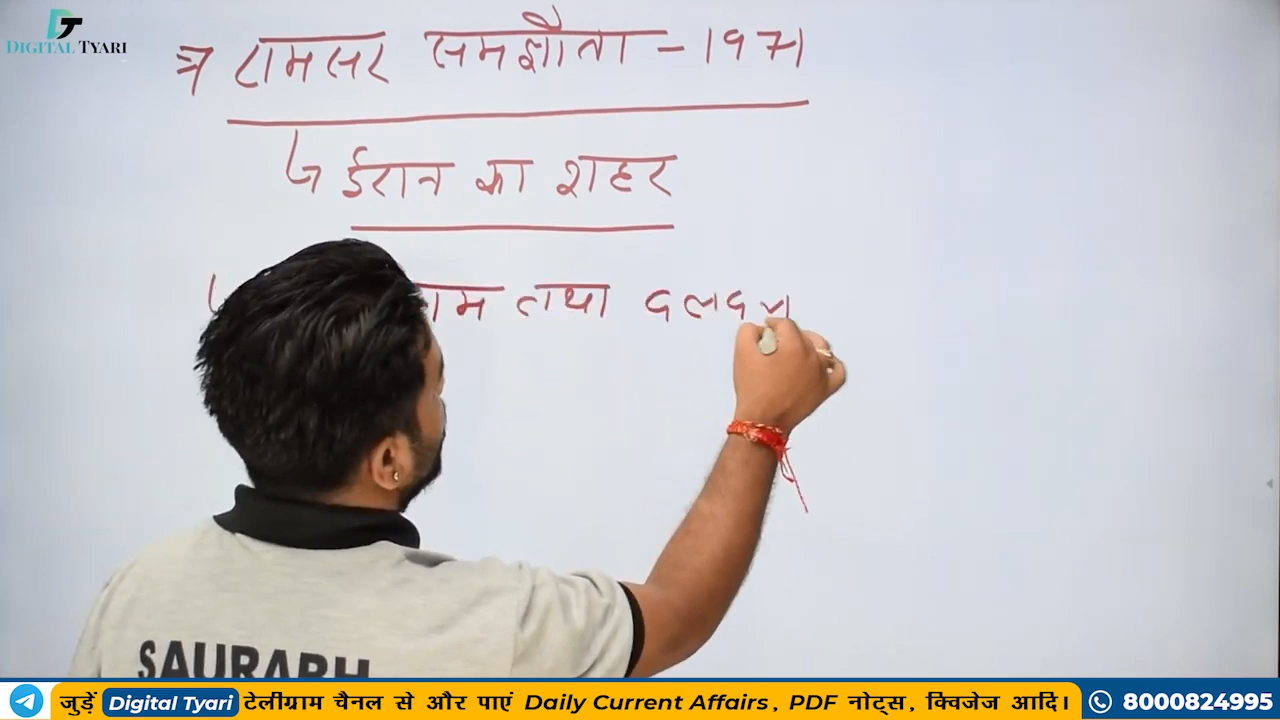 DT
DIGITAL TYARI
⇒ रामसर समझौता - 1971
↳ ईरान का शहर
तथा
SAURABH
जुड़ें Digital Tyari टेलीग्राम चैनल से और पाएं Daily Current Affairs, PDF नोट्स, क्विजेज आदि।
8000824995